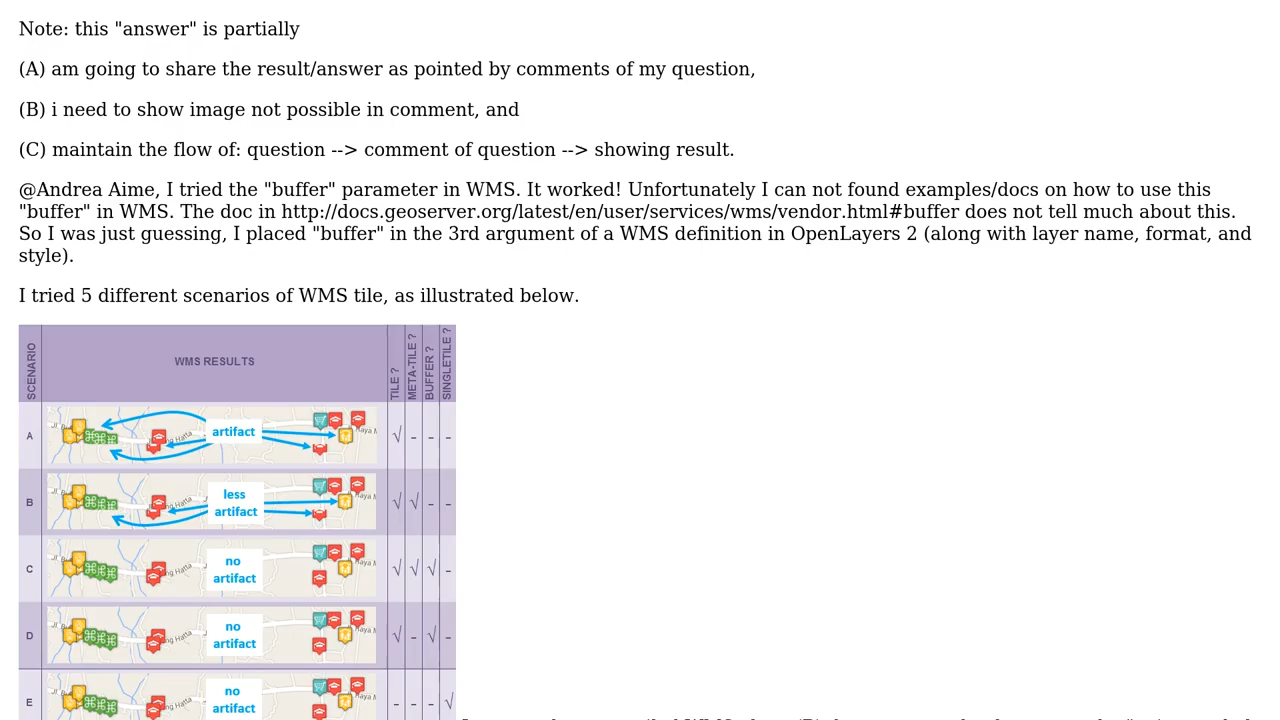 Note: this "answer" is partially
(A) am going to share the result/answer as pointed by comments of my question,
(B) i need to show image not possible in comment, and
(C) maintain the flow of: question --> comment of question --> showing result.
@Andrea Aime, I tried the "buffer" parameter in WMS. It worked! Unfortunately I can not found examples/docs on how to use this
"buffer" in WMS. The doc in http://docs.geoserver.org/latest/en/user/services/wms/vendor.html#buffer does not tell much about this.
So I was just guessing, I placed "buffer" in the 3rd argument of a WMS definition in OpenLayers 2 (along with layer name, format, and
style).
I tried 5 different scenarios of WMS tile, as illustrated below.
SCENARIO WMS RESULTS TILE ? META-TILE ? BUFFER ? SINGLETILE ?
A artifact √ - - -
B less artifact √ √ - -
C no artifact √ √ √ -
D no artifact √ - √ -
E no artifact - - - √